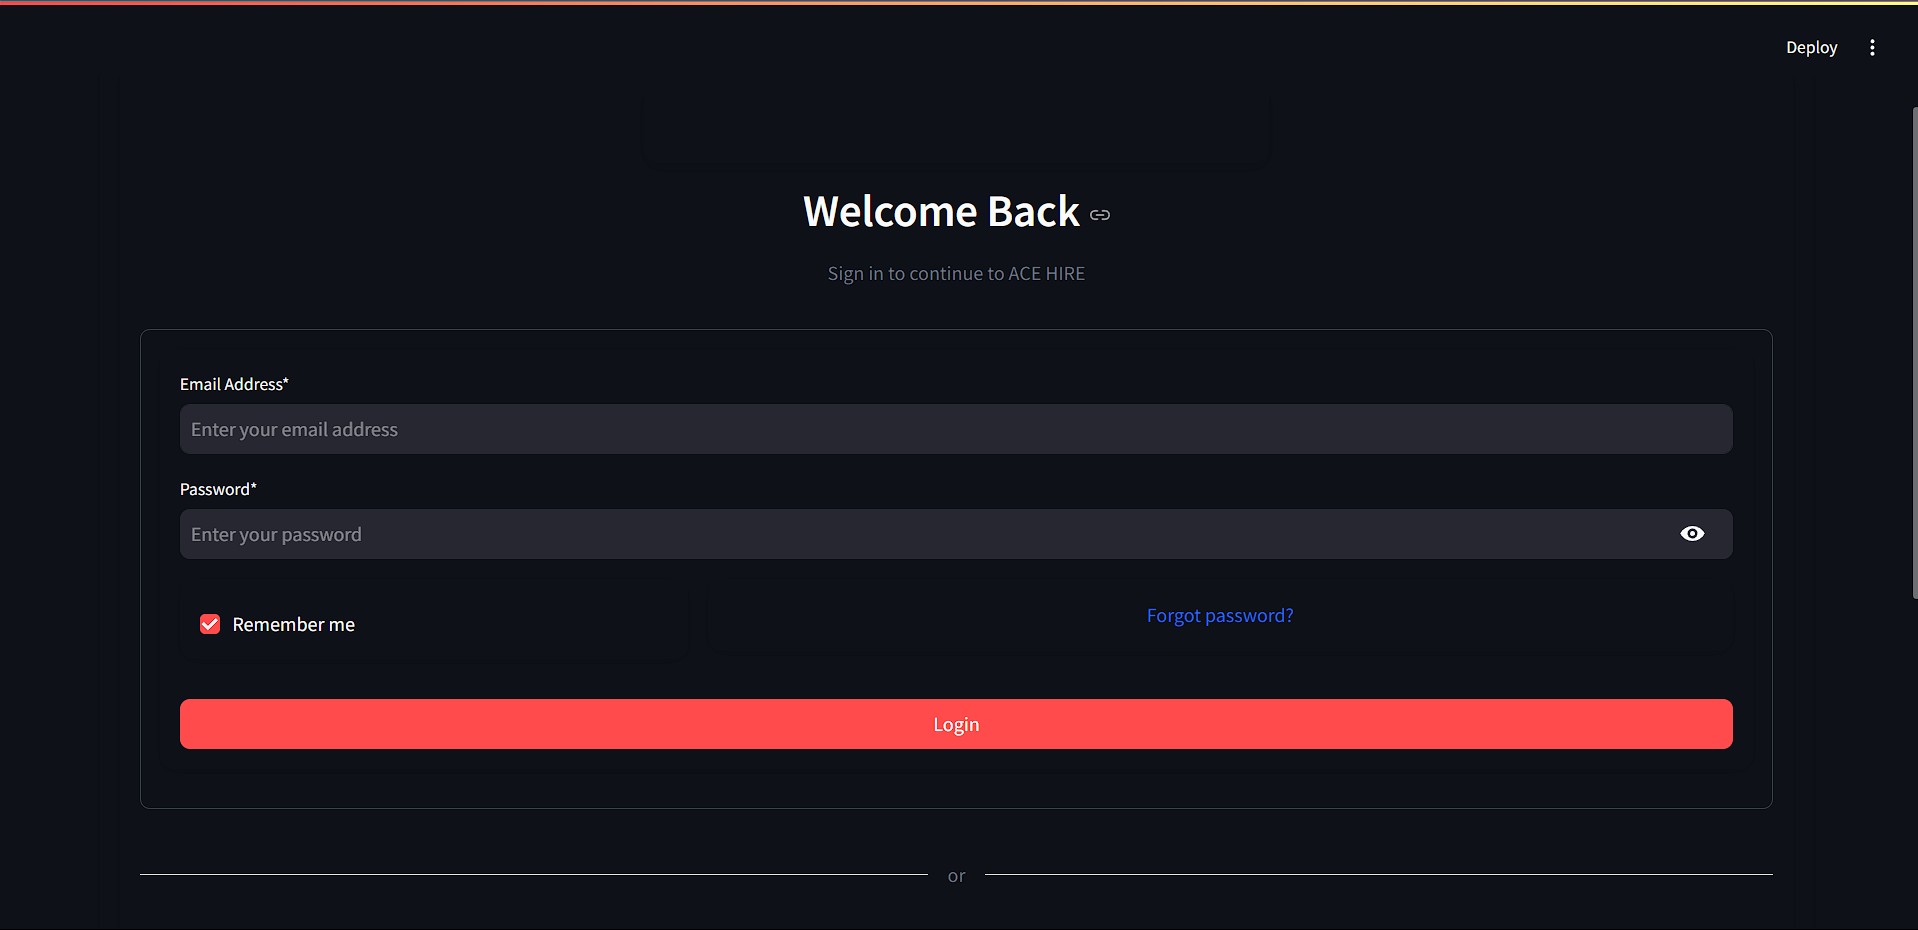 Deploy
Welcome Back
Sign in to continue to ACE HIRE
Email Address*
Enter your email address
Password*
Enter your password
Remember me
Forgot password?
Login
or